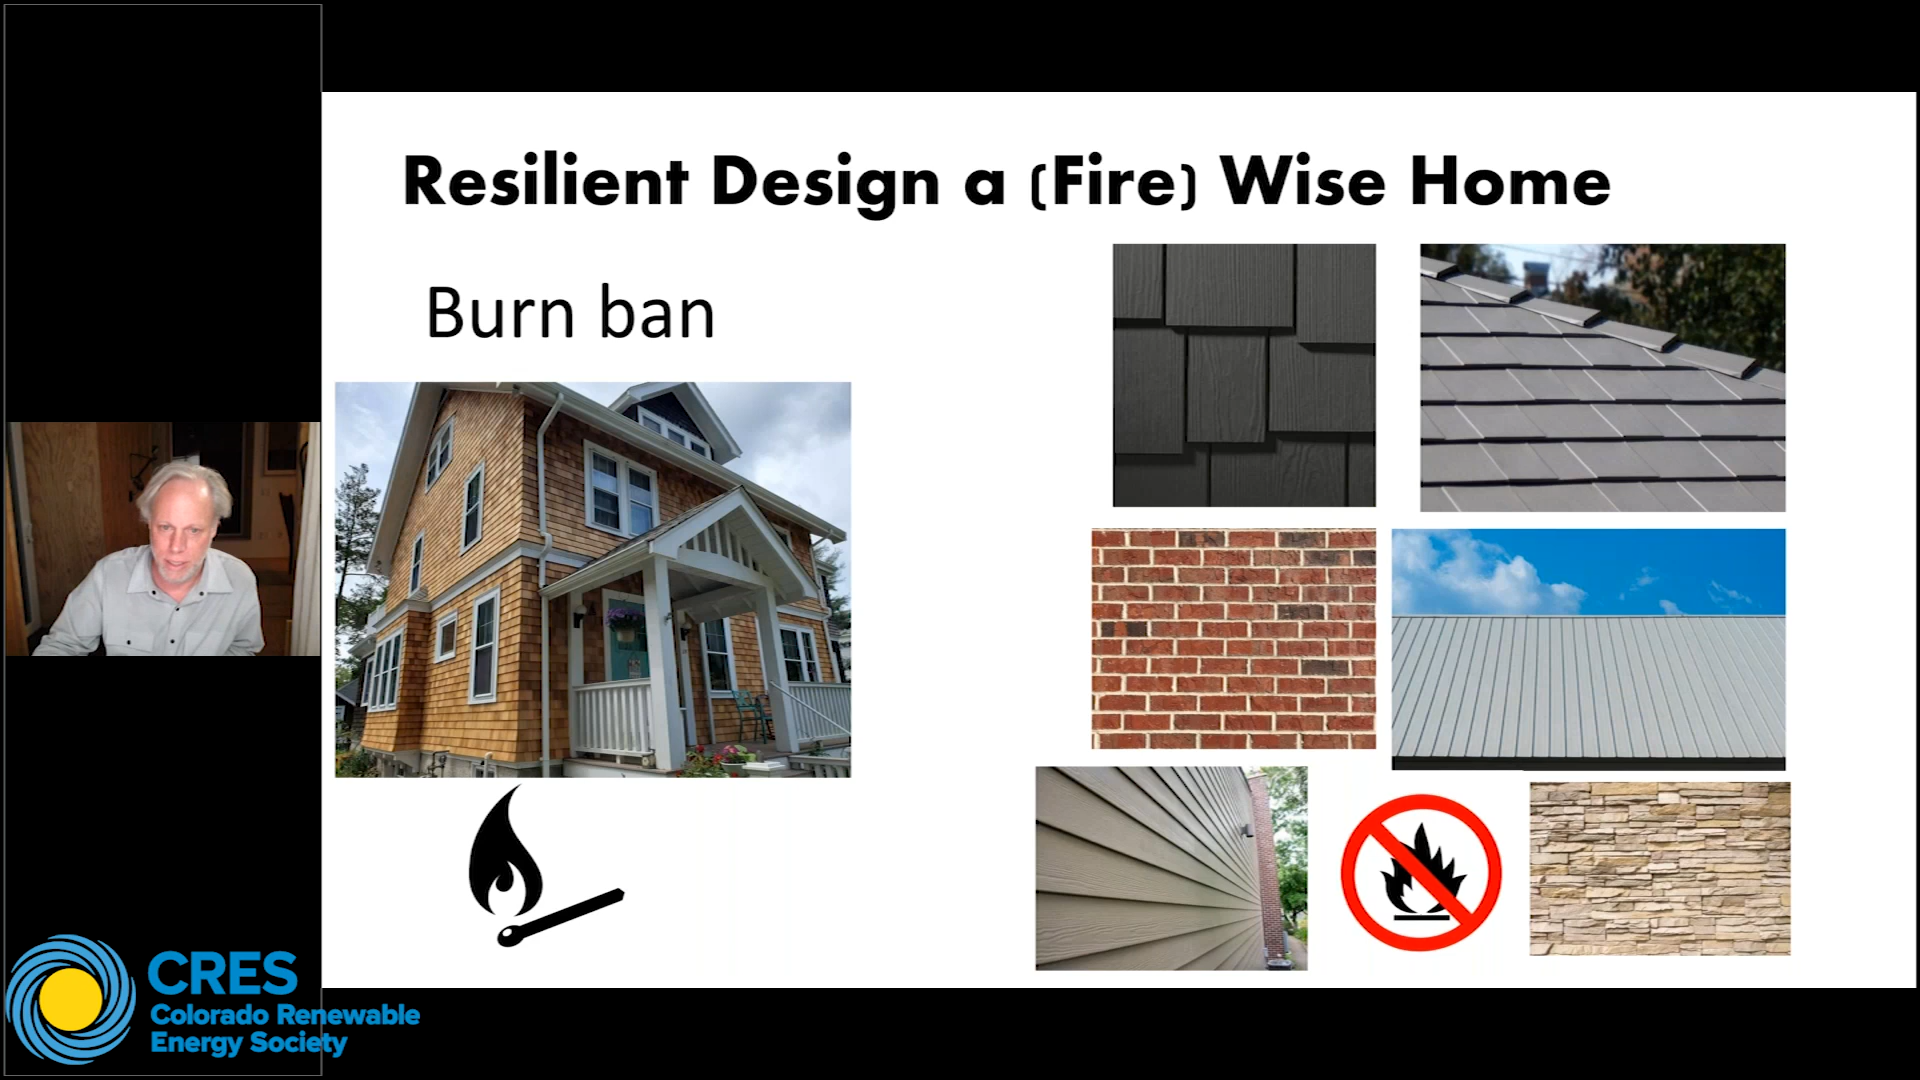 Resilient Design a (Fire) Wise Home
Burn ban
CRES
Colorado Renewable
Energy Society